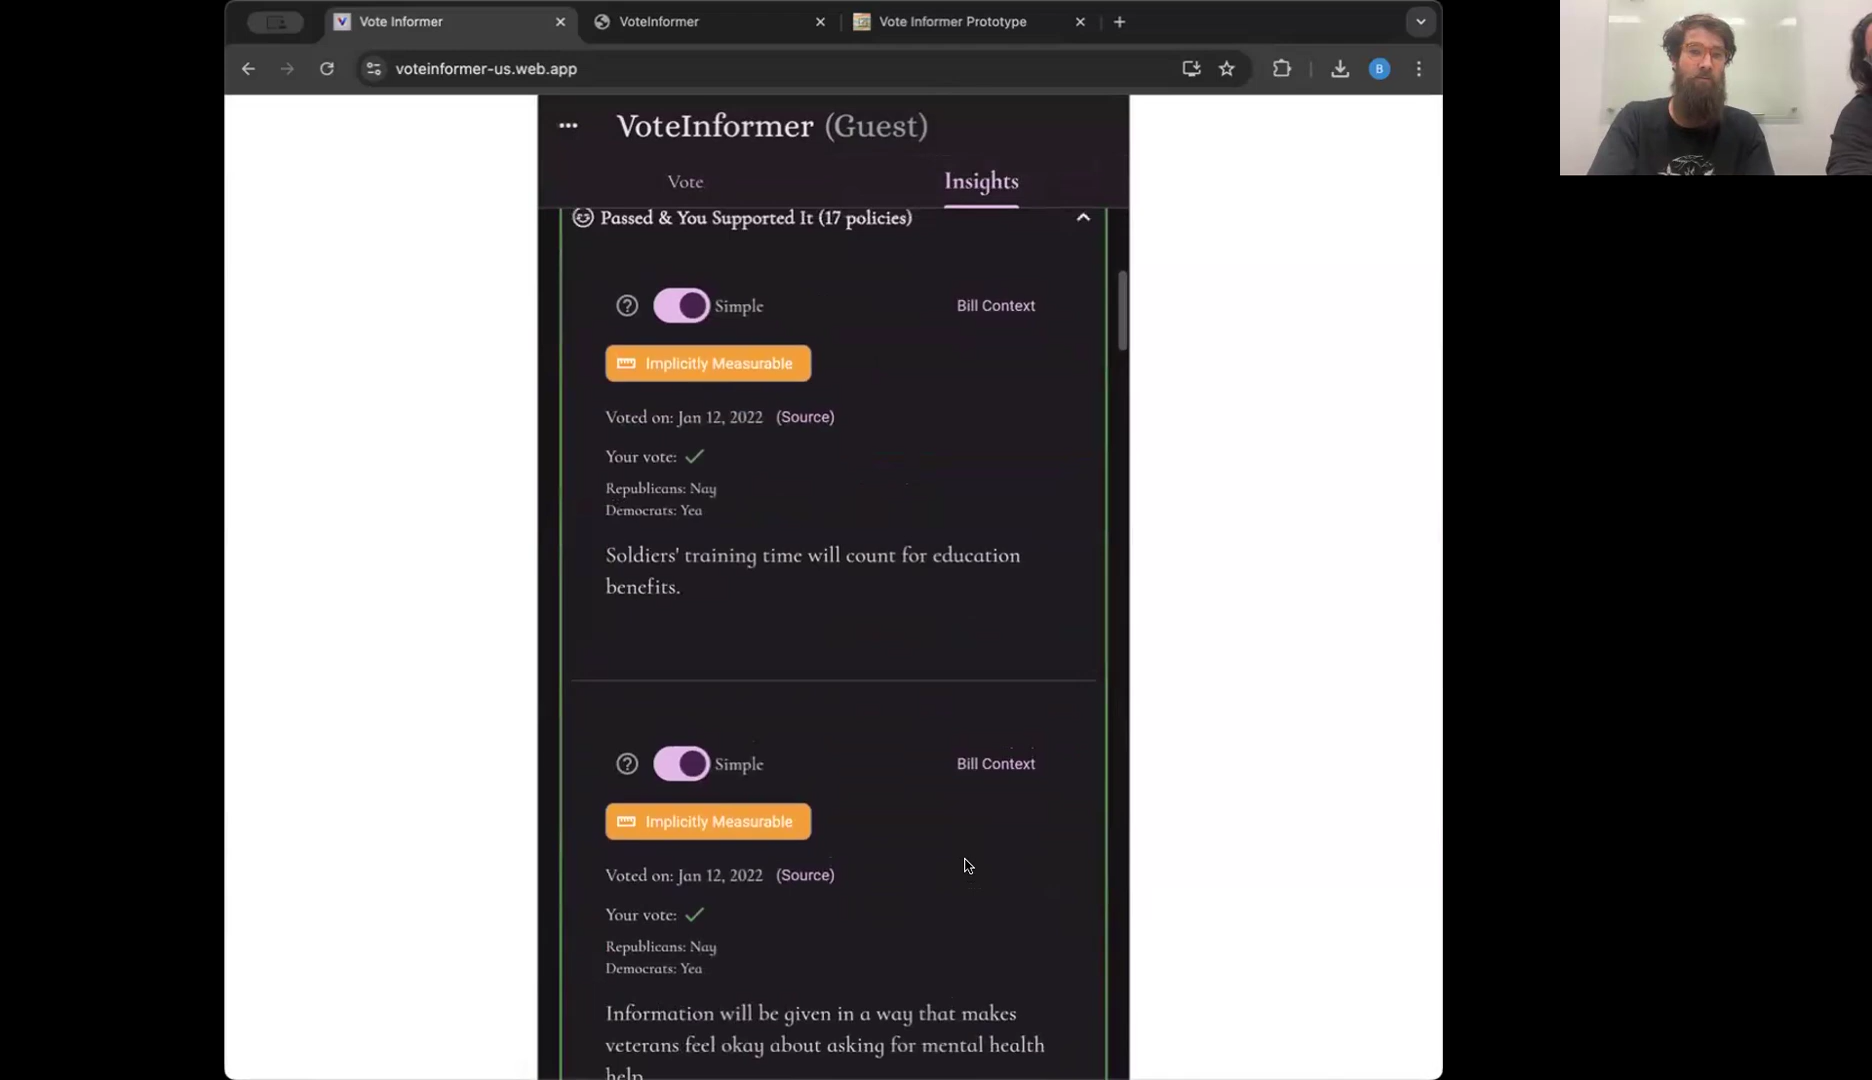 Vote Informer
VoteInformer
Vote Informer Prototype
voteinformer-us.web.app
B
VoteInformer (Guest)
Vote
Insights
Passed & You Supported It (17 policies)
Simple
Bill Context
Implicitly Measurable
Voted on: Jan 12, 2022 (Source)
Your vote:
Republicans: Nay
Democrats: Yea
Soldiers' training time will count for education
benefits.
Simple
Bill Context
Implicitly Measurable
Voted on: Jan 12, 2022 (Source)
Your vote:
Republicans: Nay
Democrats: Yea
Information will be given in a way that makes
veterans feel okay about asking for mental health
help